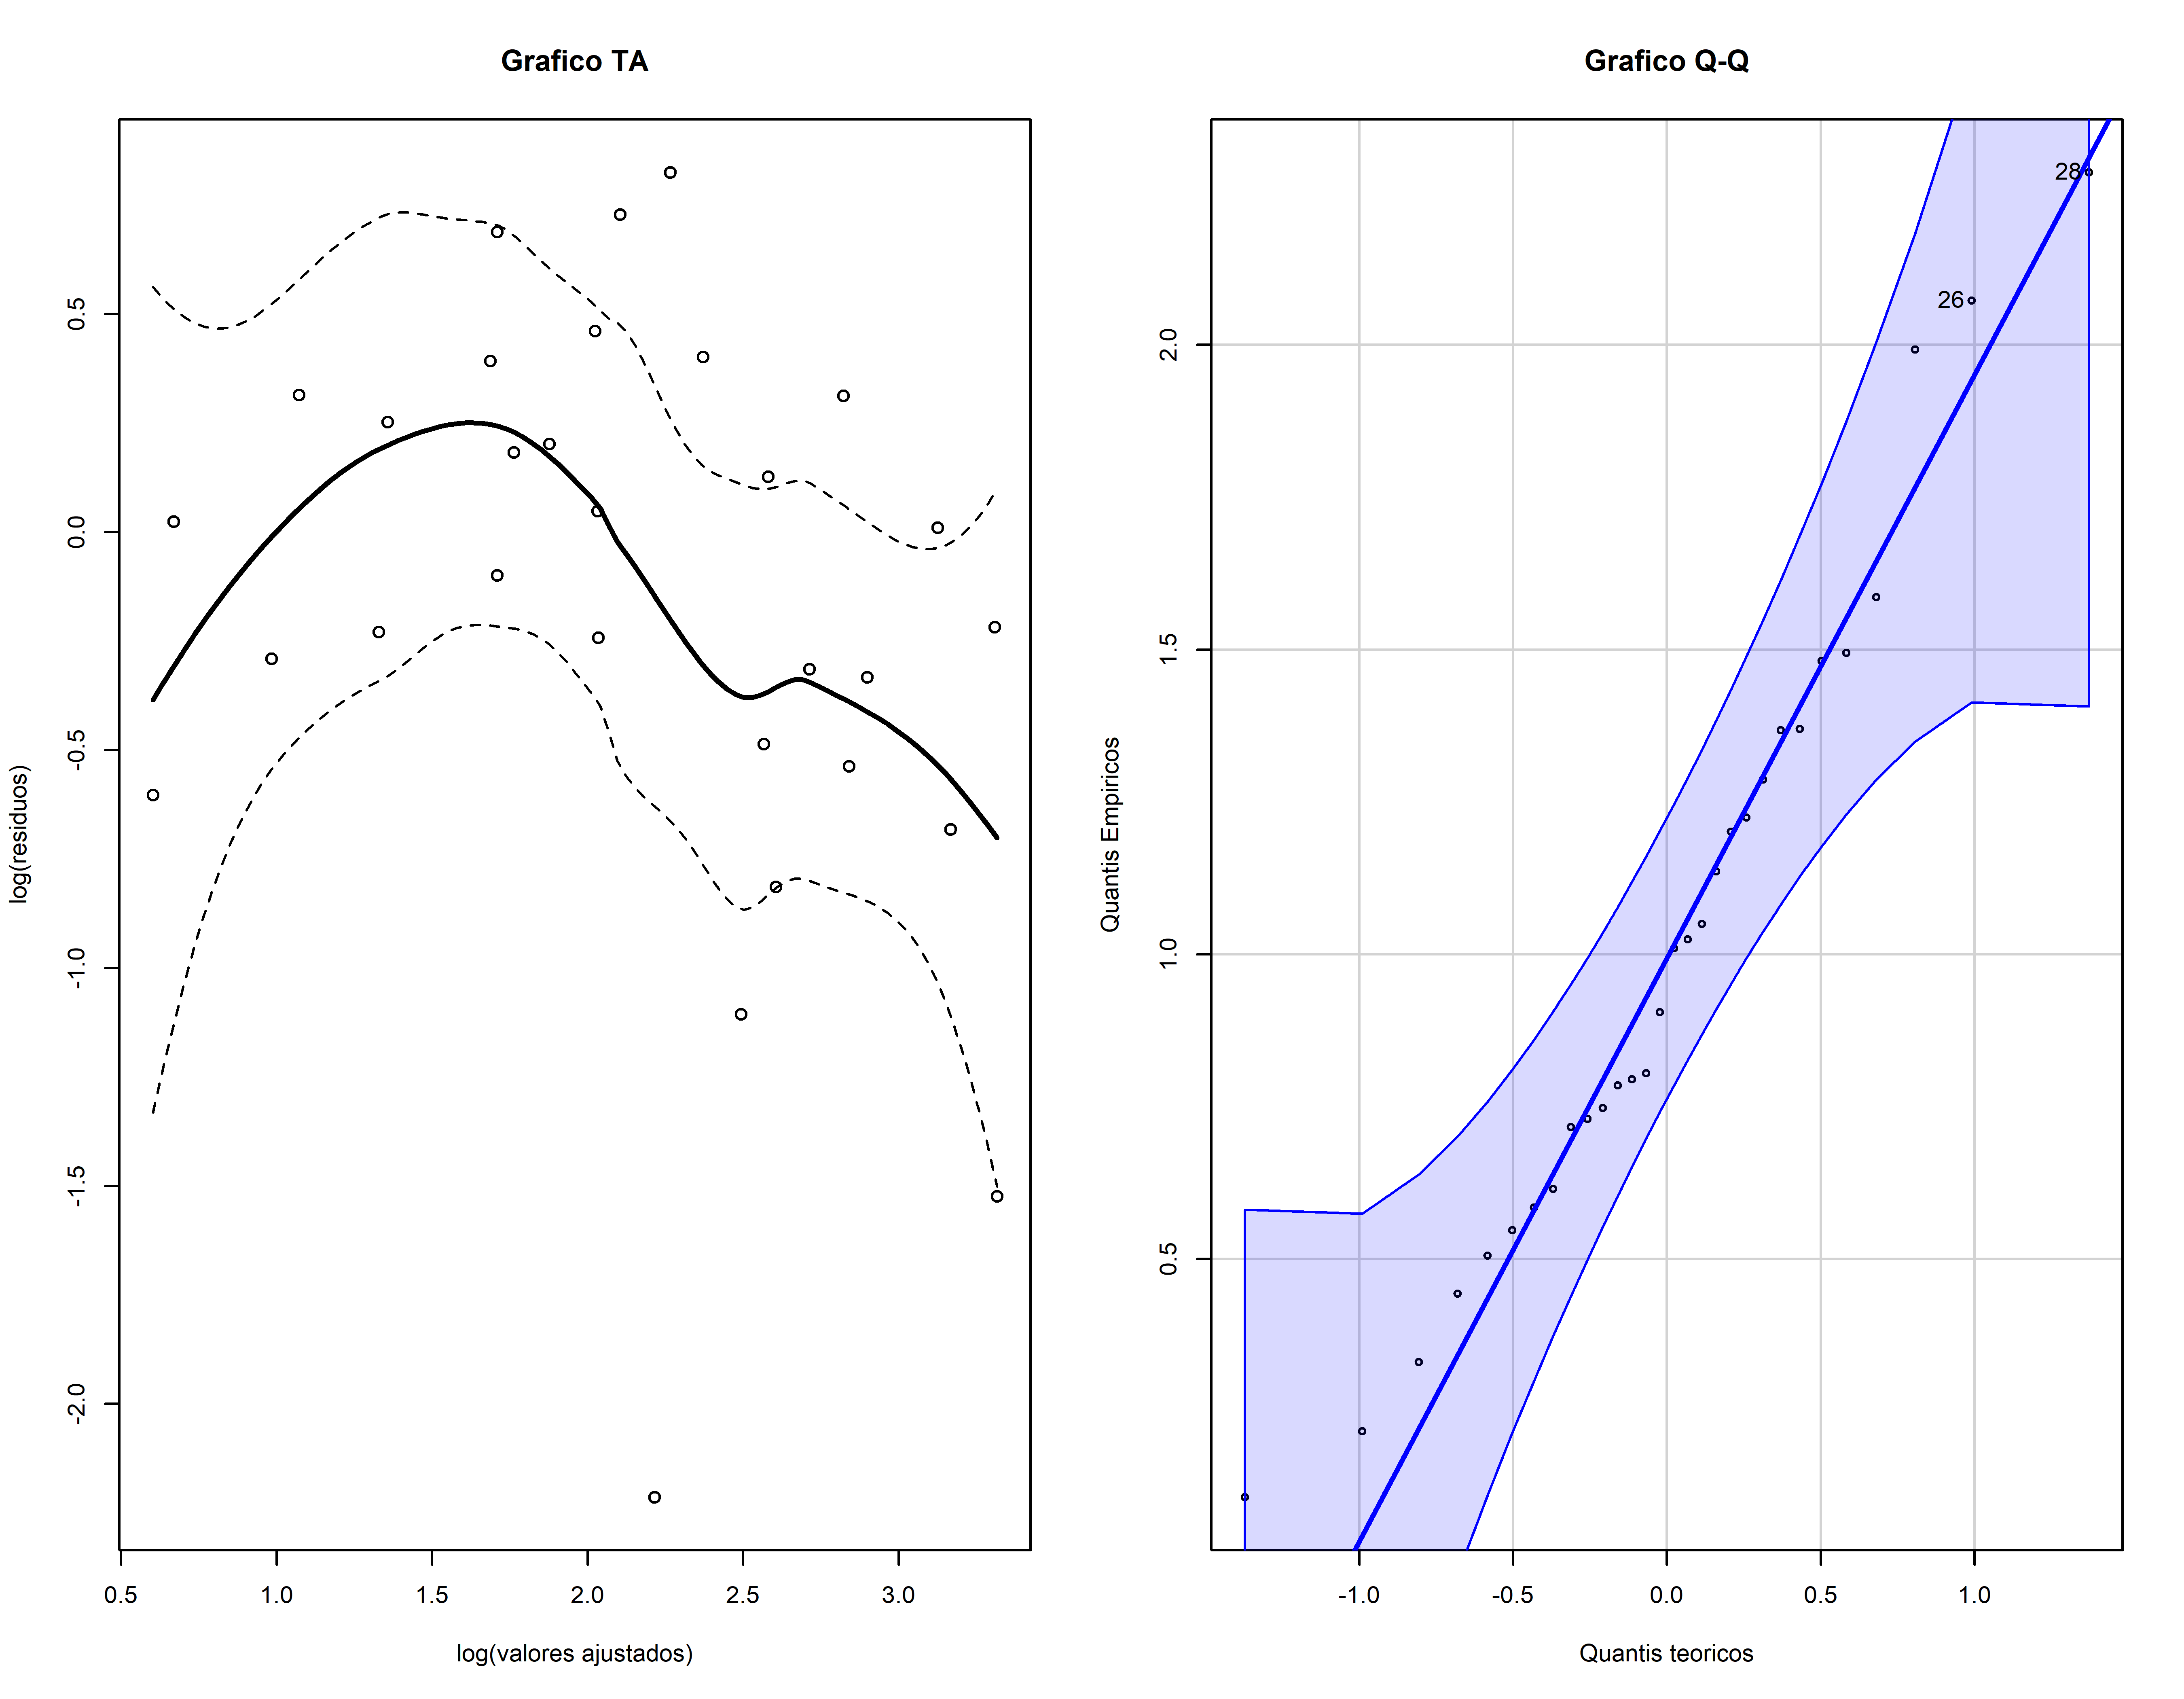 Grafico TA
log(residuos)
0.5
0.0
-0.5
-1.0
-1.5
-2.0
0.5 1.0 1.5 2.0 2.5 3.0
log(valores ajustados)
Grafico Q-Q
Quantis Empiricos
2.0
1.5
1.0
0.5
28
26
-1.0 -0.5 0.0 0.5 1.0
Quantis teoricos